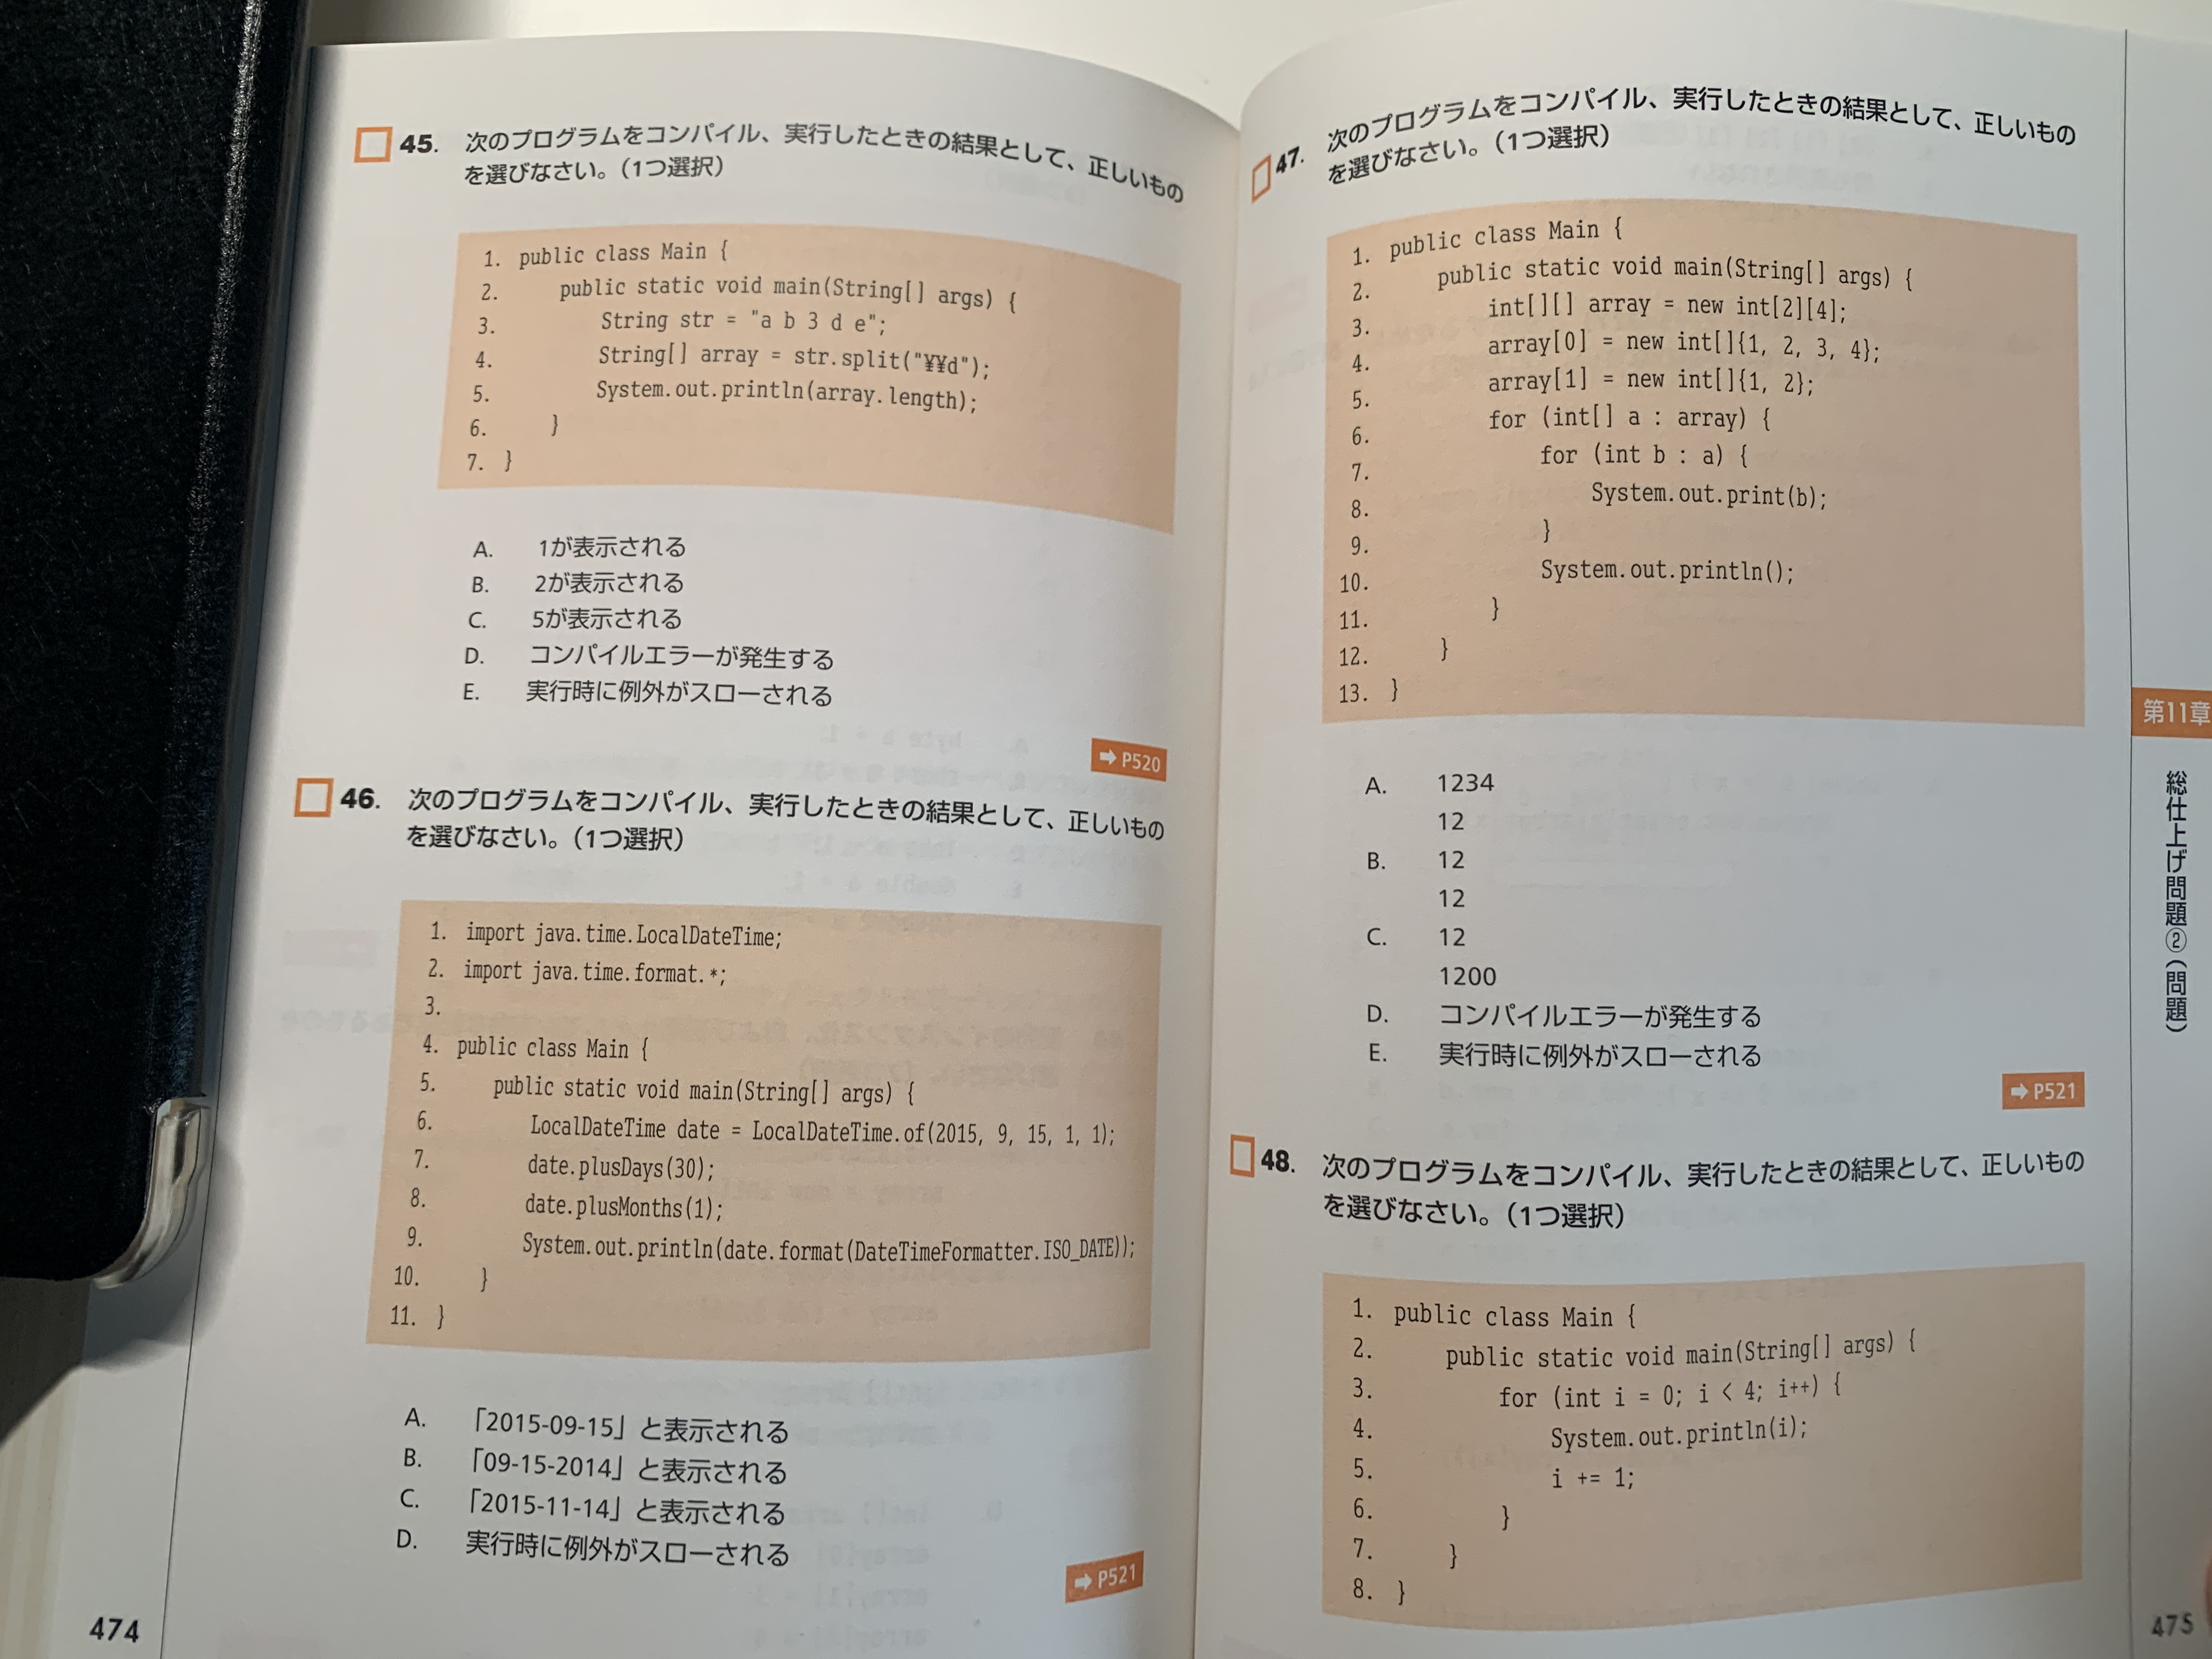 45. 次のプログラムをコンパイル、実行したときの結果として、正しいもの
を選びなさい。（1つ選択）
1. public class Main {
2. public static void main(String[] args) {
3. String str = "a b 3 d e";
4. String[] array = str.split("¥¥d");
5. System.out.println(array.length);
6. }
7. }
A. 1が表示される
B. 2が表示される
C. 5が表示される
D. コンパイルエラーが発生する
E. 実行時に例外がスローされる
➡ P520
46. 次のプログラムをコンパイル、実行したときの結果として、正しいもの
を選びなさい。（1つ選択）
1. import java.time.LocalDateTime;
2. import java.time.format.*;
3.
4. public class Main {
5. public static void main(String[] args) {
6. LocalDateTime date = LocalDateTime.of(2015, 9, 15, 1, 1);
7. date.plusDays(30);
8. date.plusMonths(1);
9. System.out.println(date.format(DateTimeFormatter.ISO_DATE));
10. }
11. }
A. 「2015-09-15」と表示される
B. 「09-15-2014」と表示される
C. 「2015-11-14」と表示される
D. 実行時に例外がスローされる
➡ P521
474
47. 次のプログラムをコンパイル、実行したときの結果として、正しいもの
を選びなさい。（1つ選択）
1. public class Main {
2. public static void main(String[] args) {
3. int[][] array = new int[2][4];
4. array[0] = new int[]{1, 2, 3, 4};
5. array[1] = new int[]{1, 2};
6. for (int[] a : array) {
7. for (int b : a) {
8. System.out.print(b);
9. }
10. System.out.println();
11. }
12. }
13. }
A. 1234
12
B. 12
12
C. 12
1200
D. コンパイルエラーが発生する
E. 実行時に例外がスローされる
➡ P521
48. 次のプログラムをコンパイル、実行したときの結果として、正しいもの
を選びなさい。（1つ選択）
1. public class Main {
2. public static void main(String[] args) {
3. for (int i = 0; i < 4; i++) {
4. System.out.println(i);
5. i += 1;
6. }
7. }
8. }
第11章
総仕上げ問題②（問題）
475